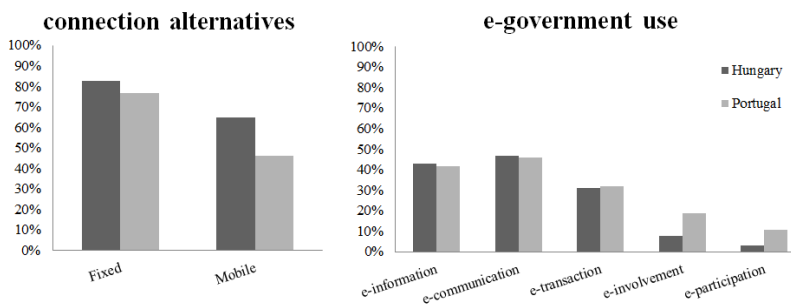 connection alternatives
100%
90%
80%
70%
60%
50%
40%
30%
20%
10%
0%
Fixed
Mobile
e-government use
100%
90%
80%
70%
60%
50%
40%
30%
20%
10%
0%
Hungary
Portugal
e-information
e-communication
e-transaction
e-involvement
e-participation